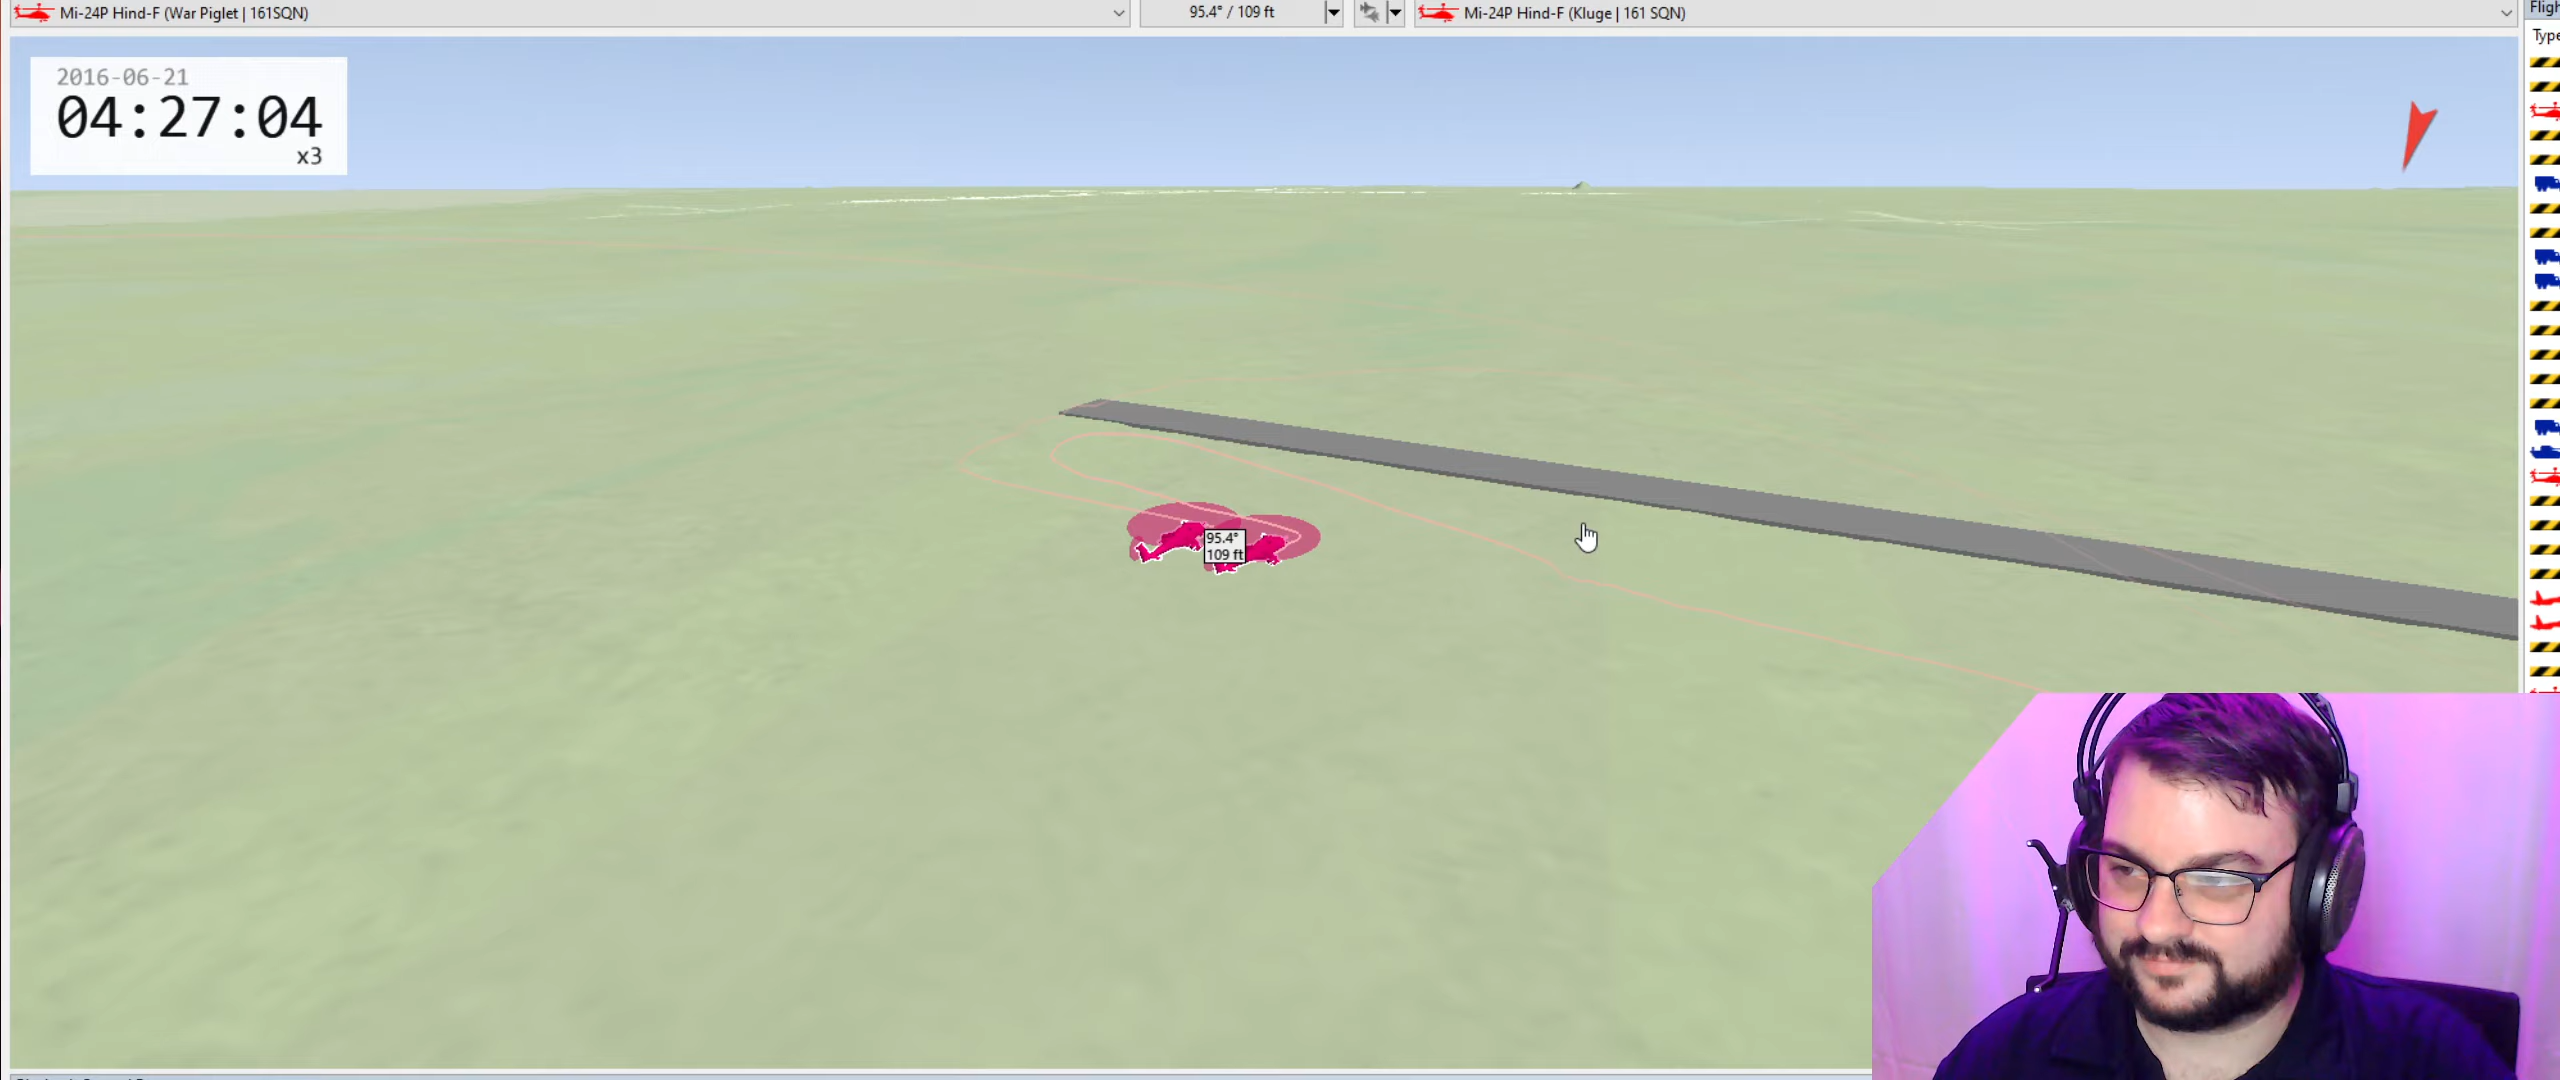 Mi-24P Hind-F (War Piglet | 161SQN)
95.4° / 109 ft
Mi-24P Hind-F (Kluge | 161 SQN)
Type
2016-06-21
04:27:04
x3
95.4°
109 ft